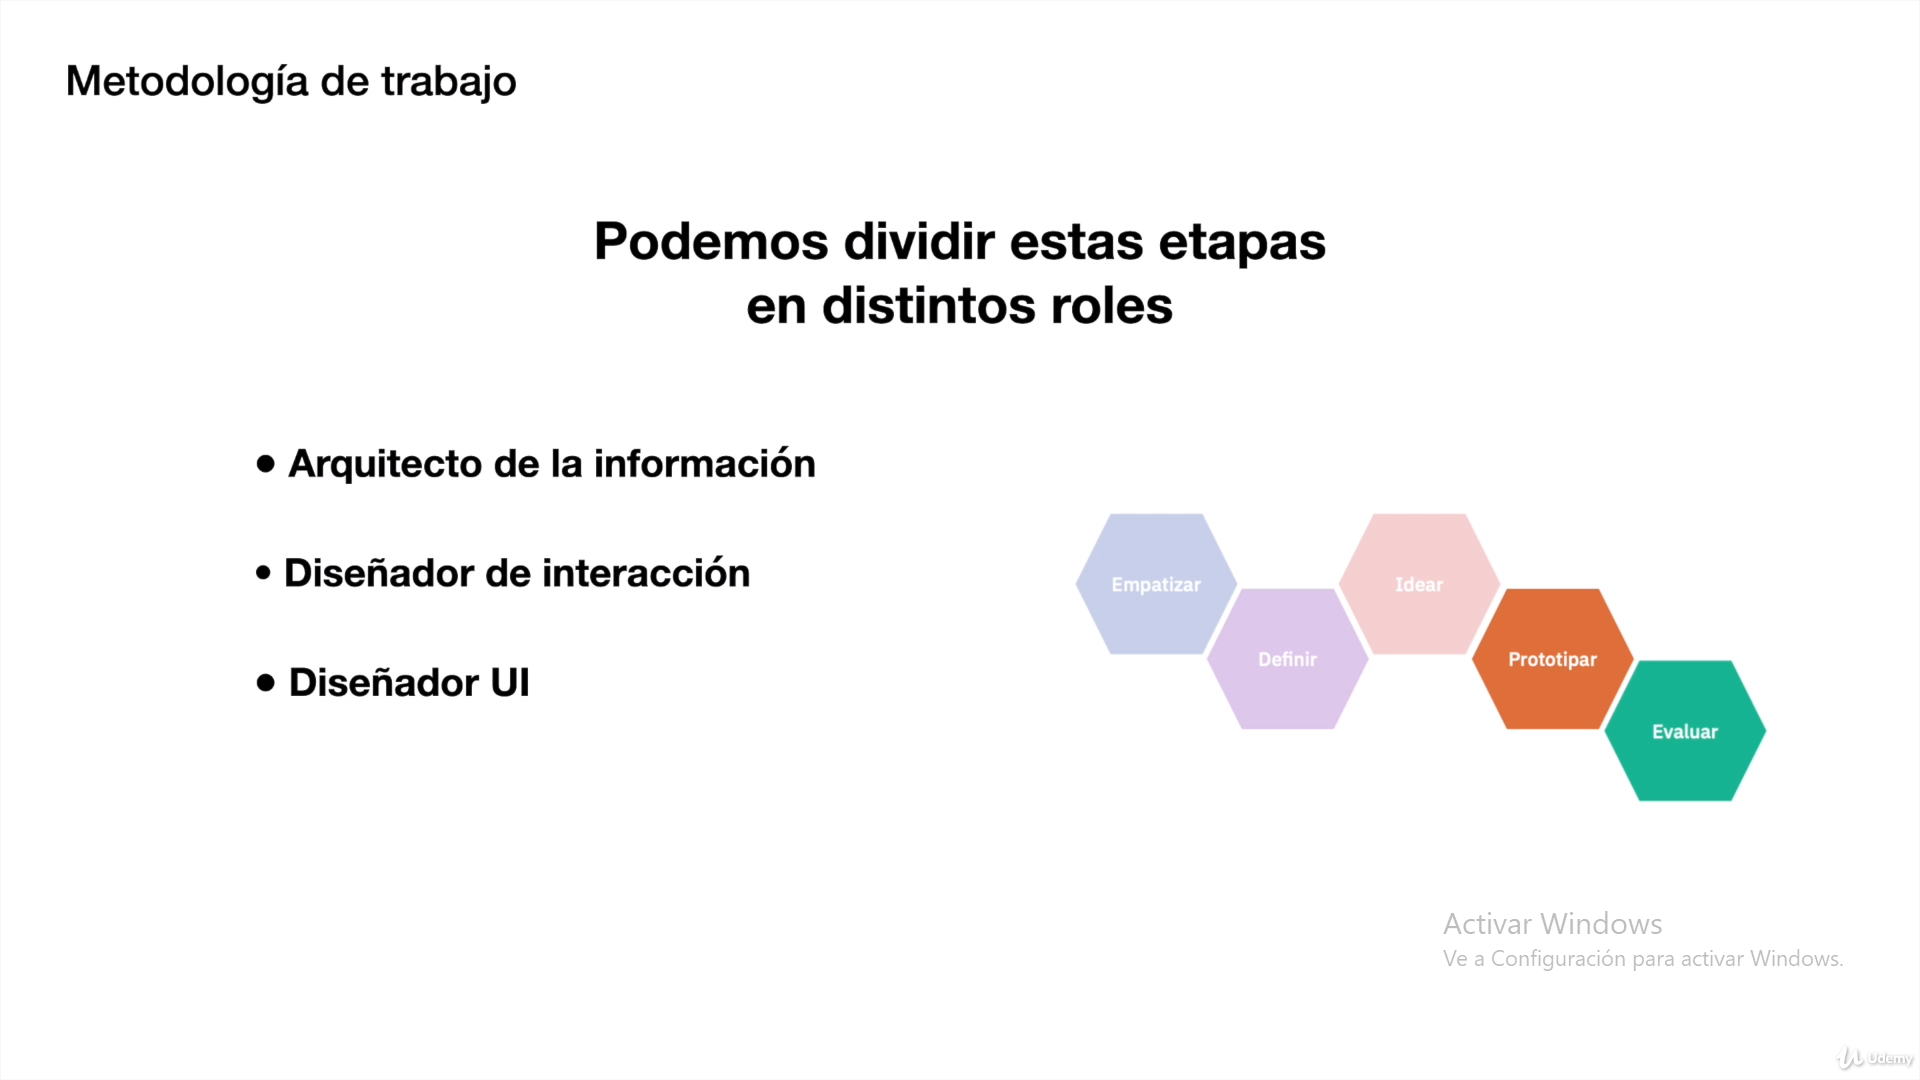 Metodología de trabajo
Podemos dividir estas etapas
en distintos roles
• Arquitecto de la información
• Diseñador de interacción
• Diseñador UI
Empatizar
Idear
Definir
Prototipar
Evaluar
Activar Windows
Ve a Configuración para activar Windows.
Udemy